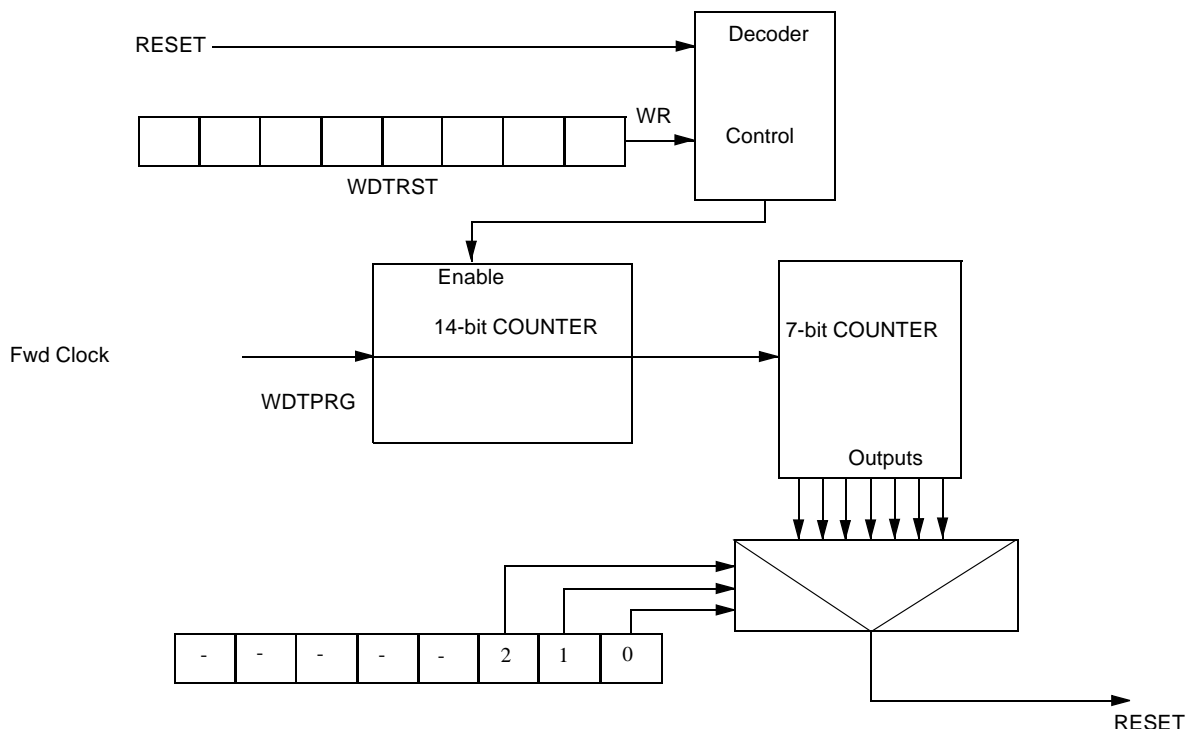 Decoder
RESET
WR
Control
WDTRST
Enable
14-bit COUNTER
7-bit COUNTER
Fwd Clock
WDTPRG
Outputs
- - - - - 2 1 0
RESET